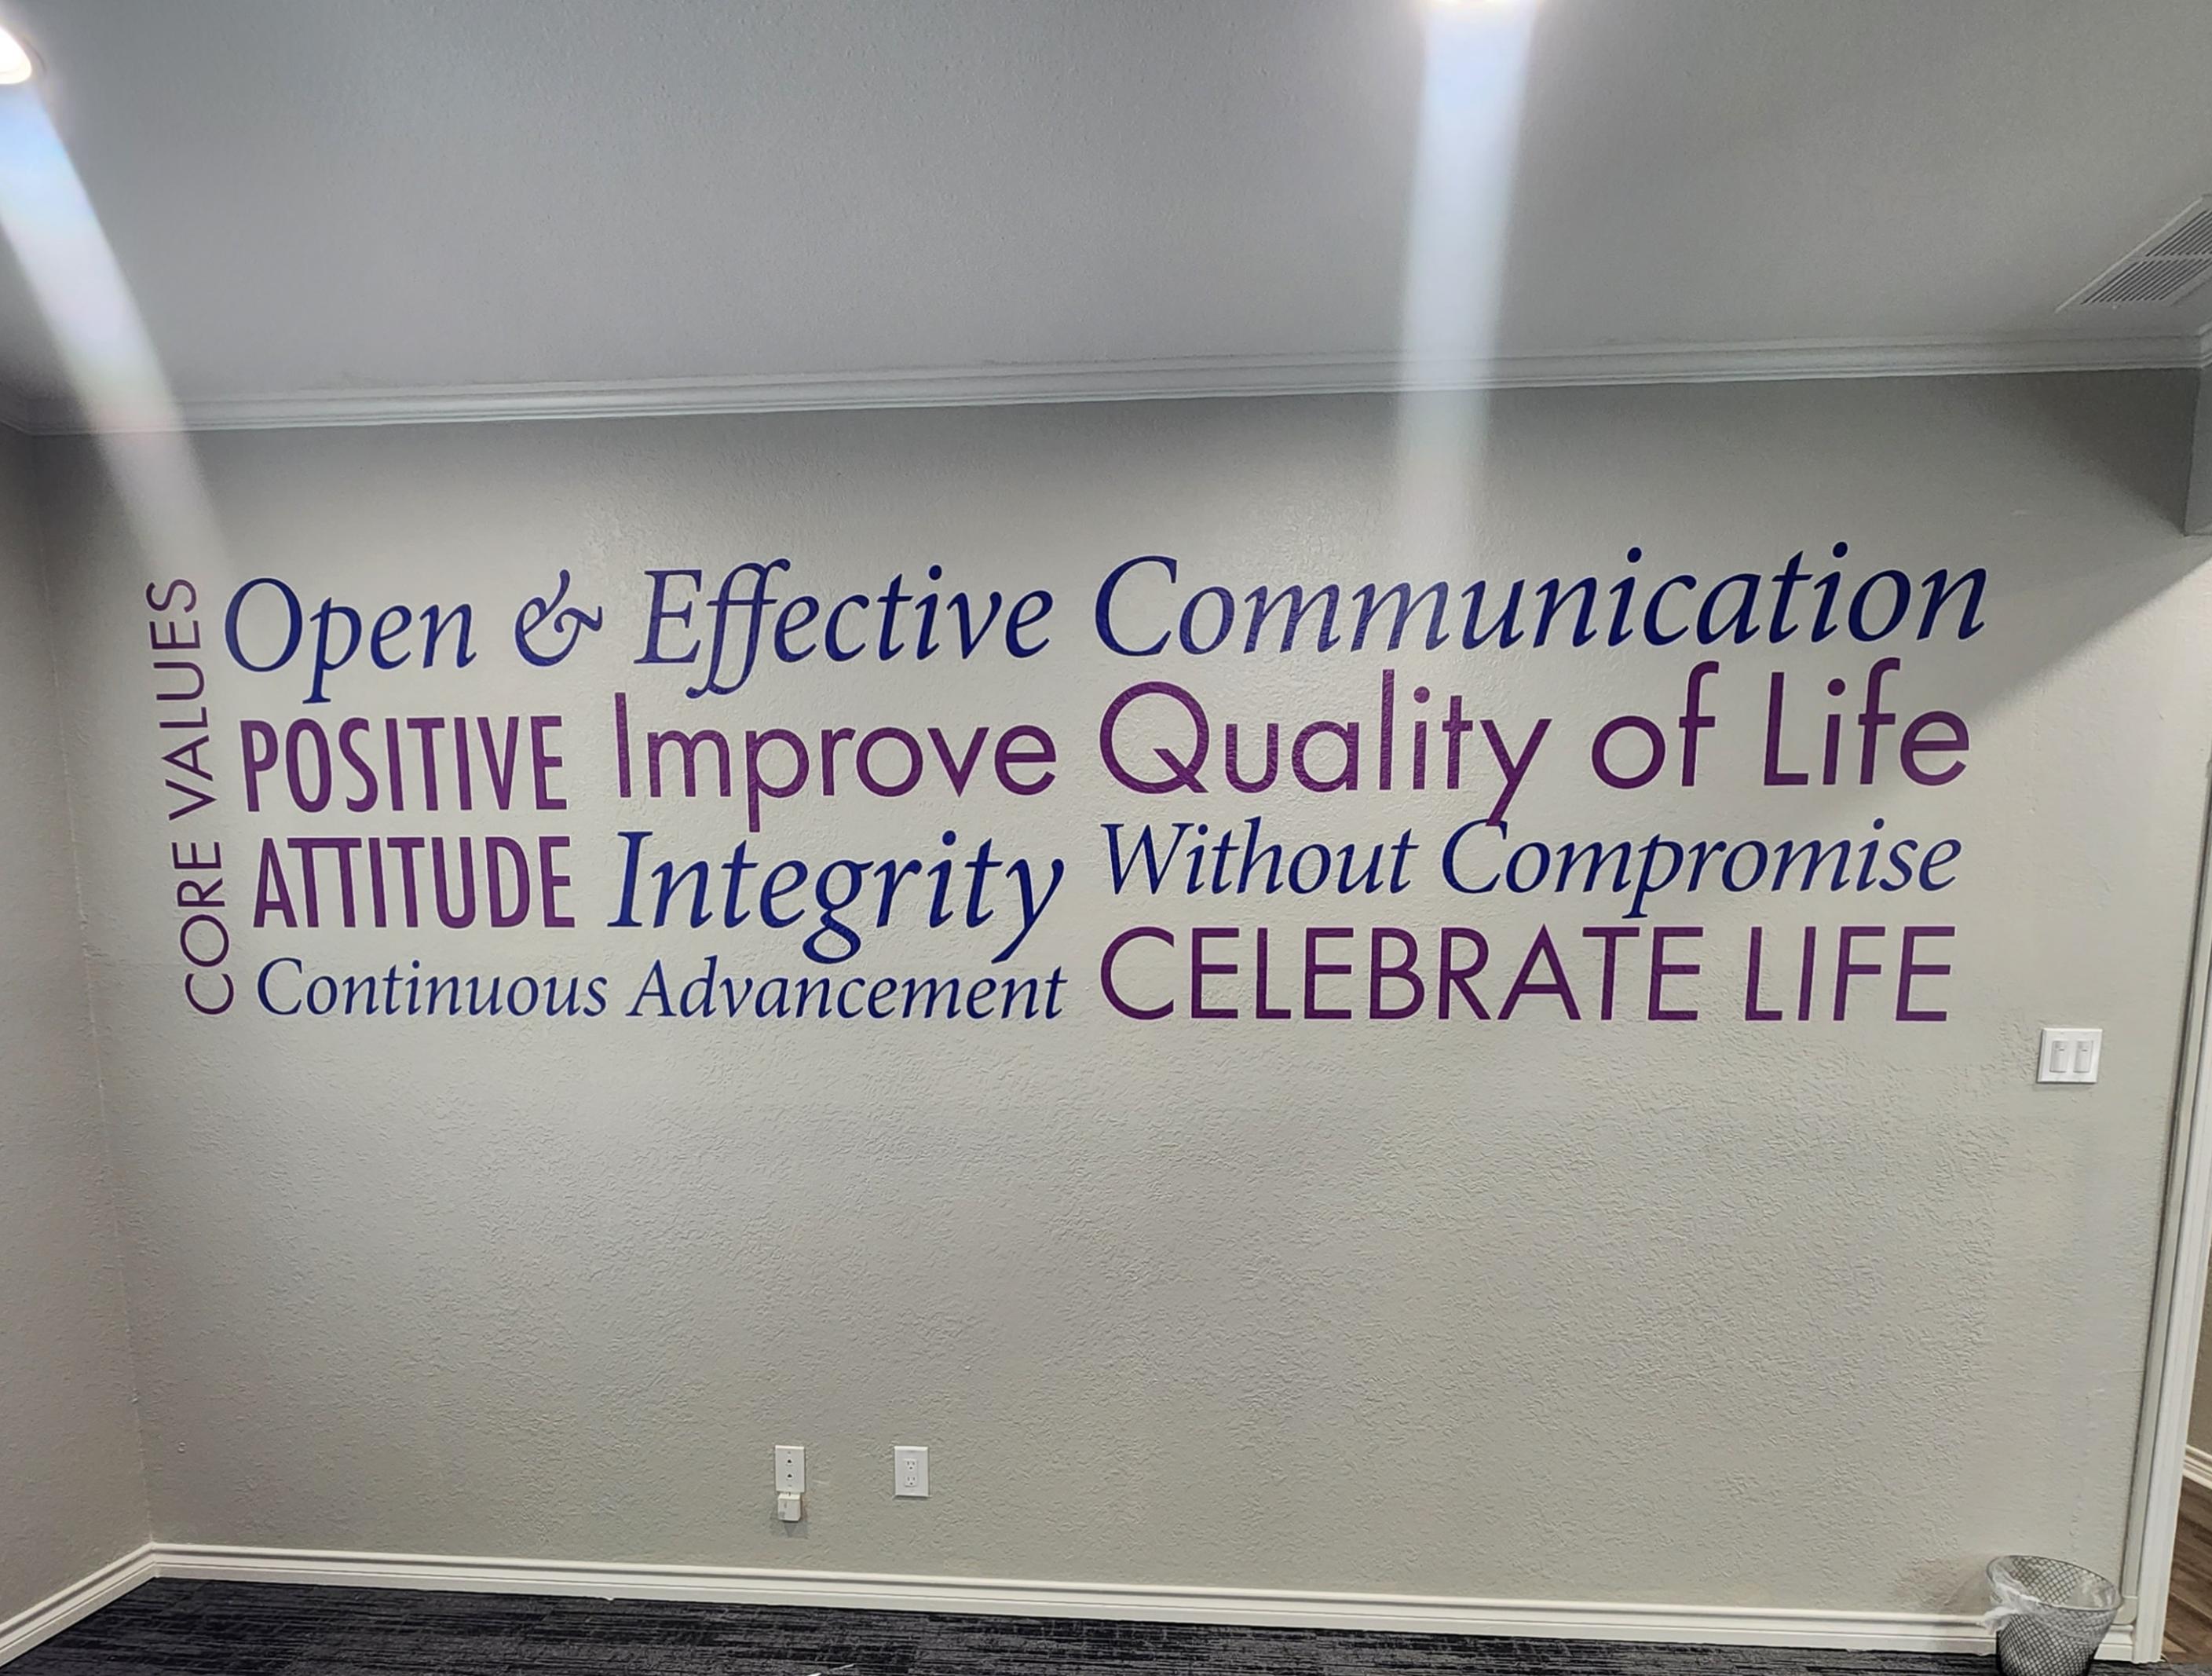 CORE VALUES
Open & Effective Communication
POSITIVE
ATTITUDE
Improve Quality of Life
Integrity Without Compromise
Continuous Advancement
CELEBRATE LIFE